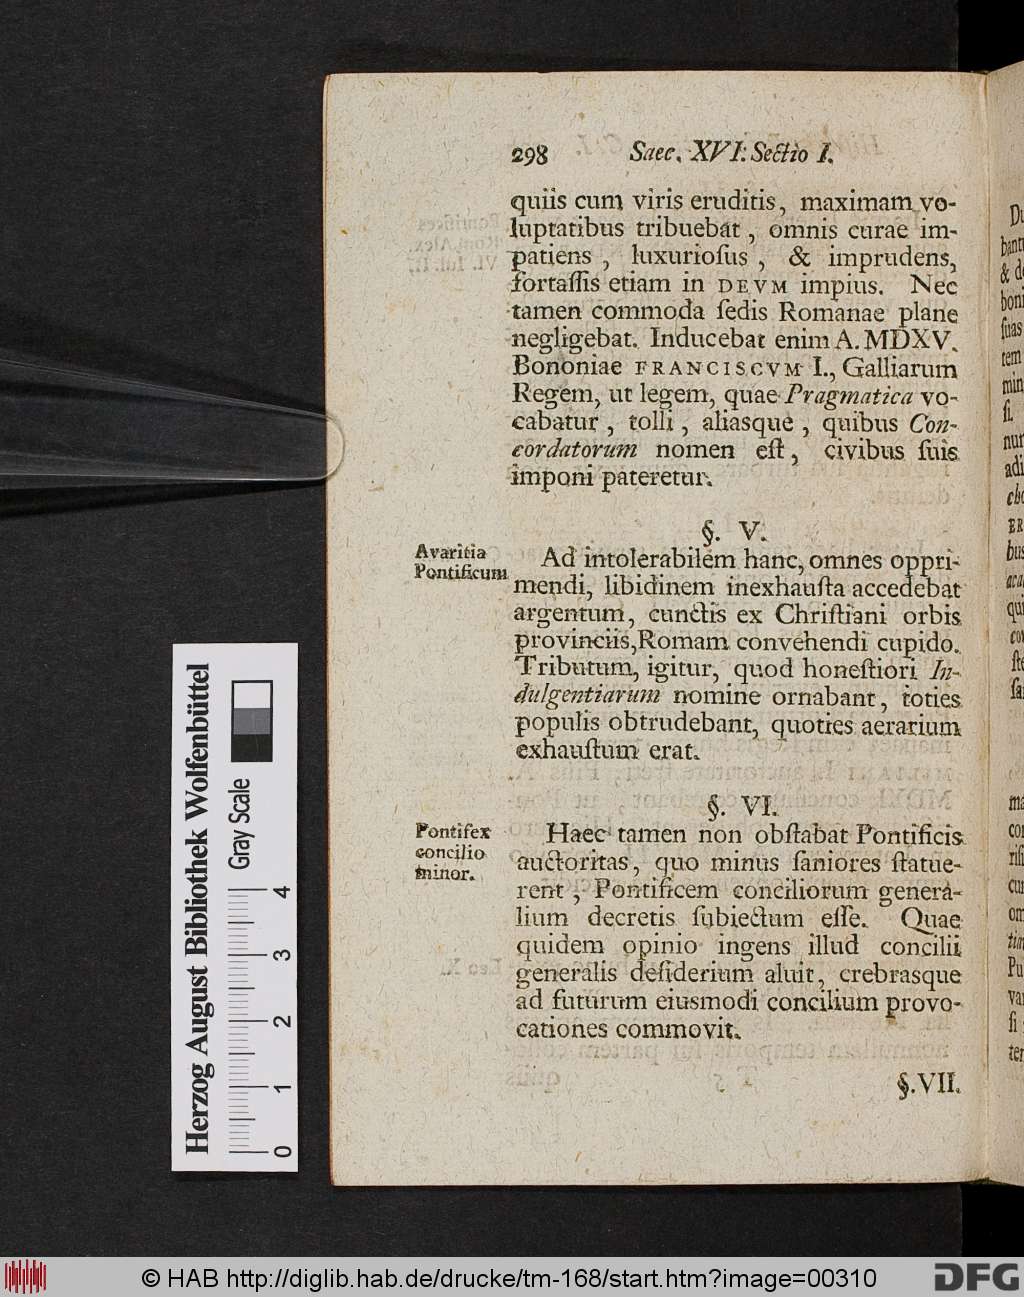 298 Saec. XVI. Sectio I.
quiis cum viris eruditis, maximam vo-
luptatibus tribuebat, omnis curae im-
patiens, luxurioſus, & imprudens,
fortaſſis etiam in DEVM impius. Nec
tamen commoda ſedis Romanae plane
negligebat. Inducebat enim A. MDXV.
Bononiae FRANCISCVM I., Galliarum
Regem, ut legem, quae Pragmatica vo-
cabatur, tolli, aliasque, quibus Con-
cordatorum nomen eſt, civibus ſuis
imponi pateretur.
§. V.
Avaritia
Pontificum
Ad intolerabilem hanc, omnes oppri-
mendi, libidinem inexhauſta accedebat
argentum, cunctis ex Chriſtiani orbis
provinciis, Romam convehendi cupido.
Tributum, igitur, quod honeſtiori In-
dulgentiarum nomine ornabant, toties
populis obtrudebant, quoties aerarium
exhauſtum erat.
§. VI.
Pontifex
concilio
minor.
Haec tamen non obſtabat Pontificis
auctoritas, quo minus ſaniores ſtatue-
rent, Pontificem conciliorum genera-
lium decretis ſubiectum eſſe. Quae
quidem opinio ingens illud concilii
generalis deſiderium aluit, crebrasque
ad futurum eiusmodi concilium provo-
cationes commovit.
§. VII.
Herzog August Bibliothek Wolfenbüttel
Gray Scale
0 1 2 3 4
© HAB http://diglib.hab.de/drucke/tm-168/start.htm?image=00310
DFG